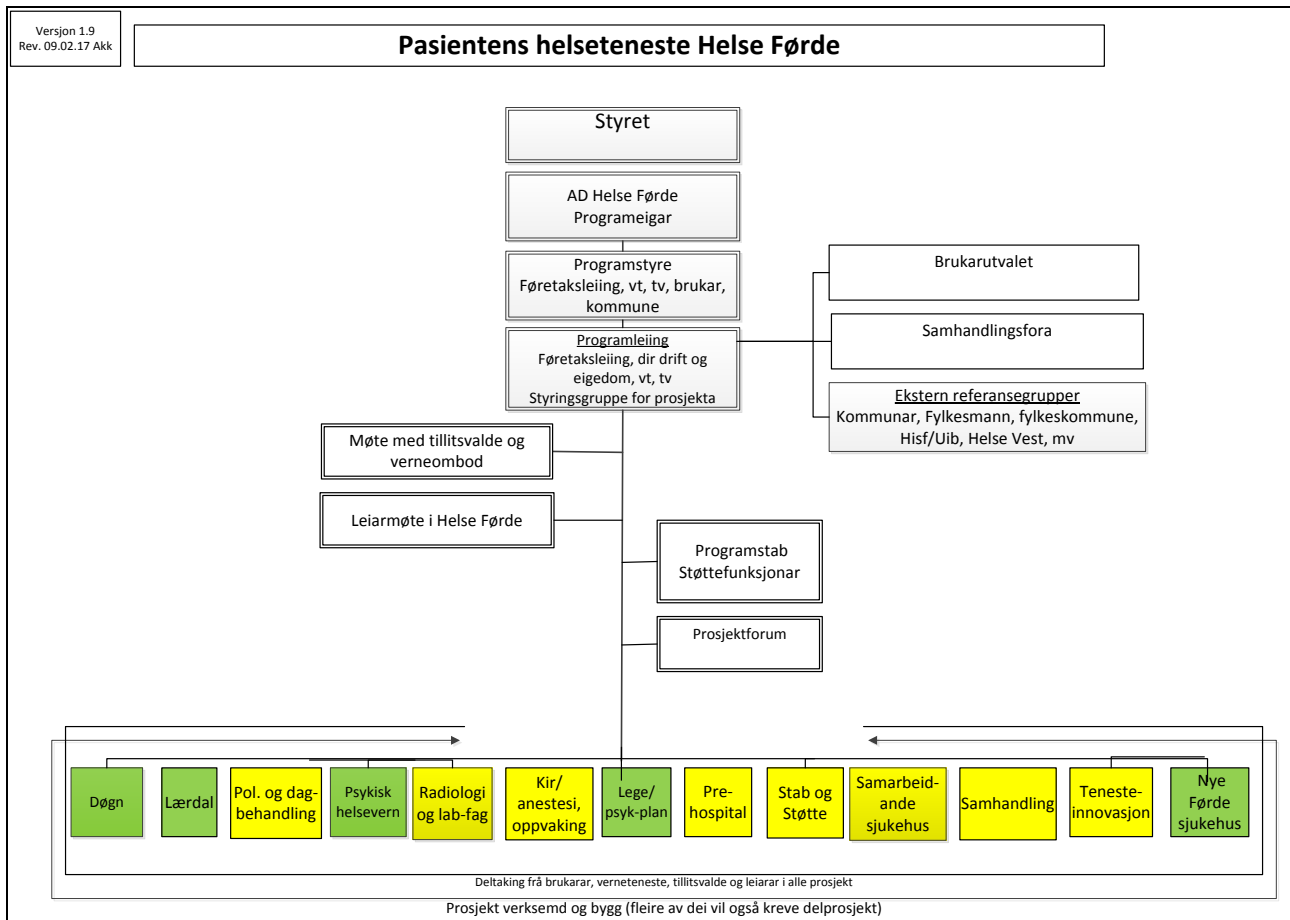 Versjon 1.9
Rev. 09.02.17 Akk
Pasientens helseteneste Helse Førde
Styret
AD Helse Førde
Programeigar
Programstyre
Føretaksleiing, vt, tv, brukar,
kommune
Programleiing
Føretaksleiing, dir drift og
eigedom, vt, tv
Styringsgruppe for prosjekta
Brukarutvalet
Samhandlingsfora
Ekstern referansegrupper
Kommunar, Fylkesmann, fylkeskommune,
Hisf/Uib, Helse Vest, mv
Møte med tillitsvalde og
verneombod
Leiarmøte i Helse Førde
Programstab
Støttefunksjonar
Prosjektforum
Døgn
Lærdal
Pol. og dag-
behandling
Psykisk
helsevern
Radiologi
og lab-fag
Kir/
anestesi,
oppvaking
Lege/
psyk-plan
Pre-
hospital
Stab og
Støtte
Samarbeid-
ande
sjukehus
Samhandling
Teneste-
innovasjon
Nye
Førde
sjukehus
Deltaking frå brukarar, verneteneste, tillitsvalde og leiarar i alle prosjekt
Prosjekt verksemd og bygg (fleire av dei vil også kreve delprosjekt)